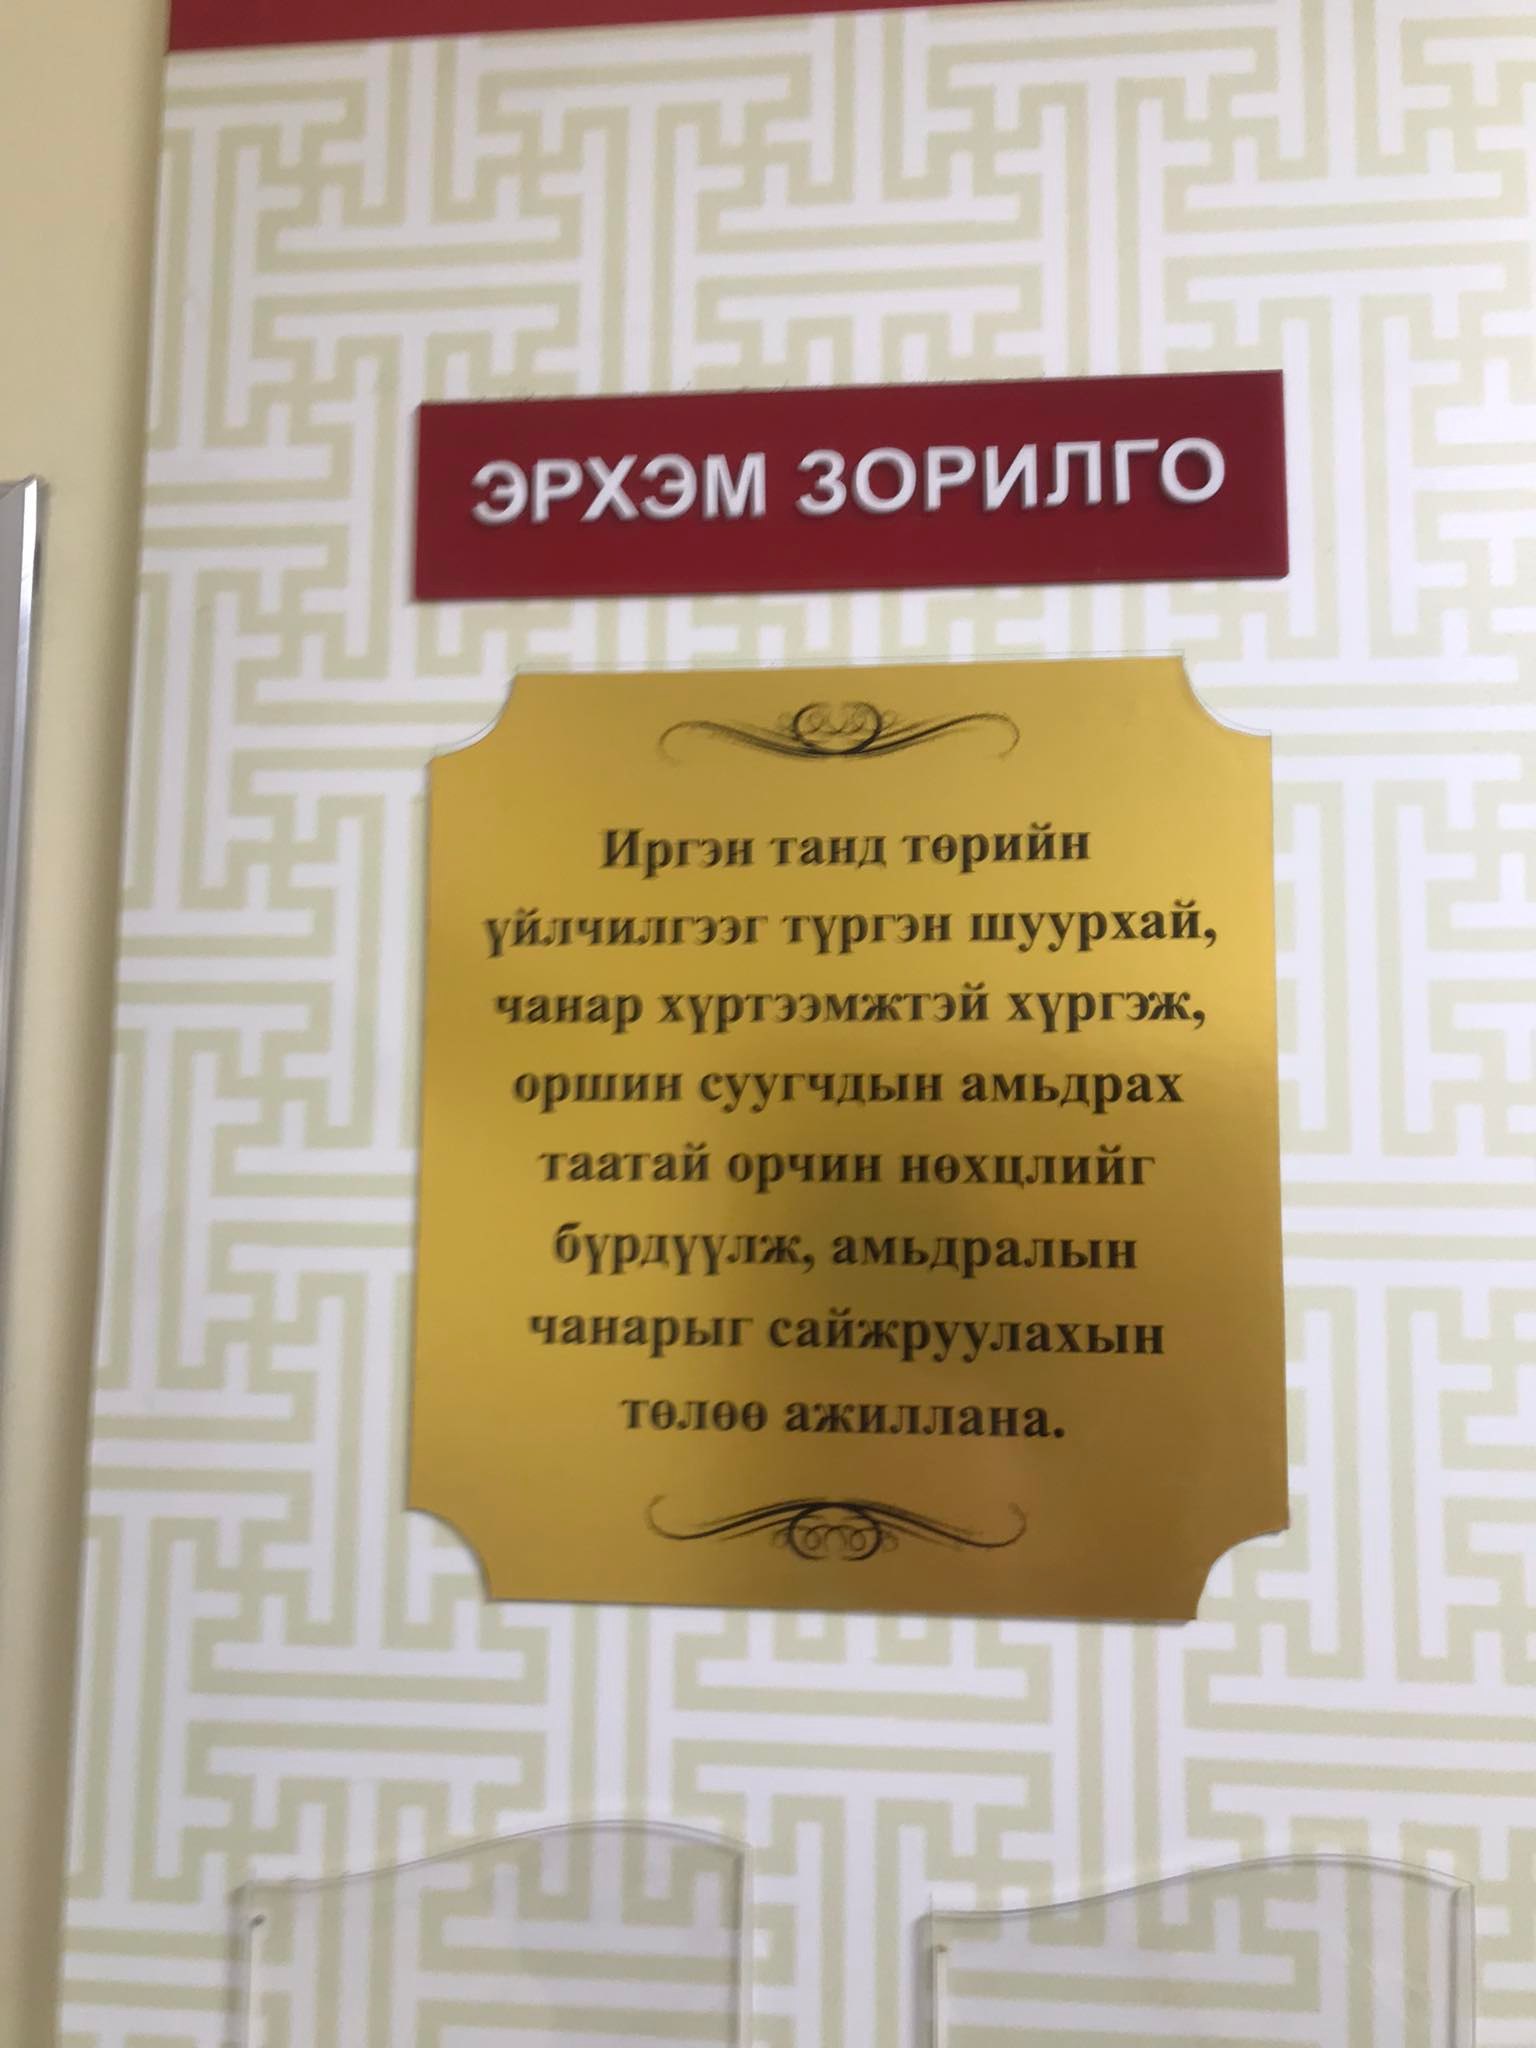 ЭРХЭМ ЗОРИЛГО
Иргэн танд төрийн
үйлчилгээг түргэн шуурхай,
чанар хүртээмжтэй хүргэж,
оршин суугчдын амьдрах
таатай орчин нөхцлийг
бүрдүүлж, амьдралын
чанарыг сайжруулахын
төлөө ажиллана.